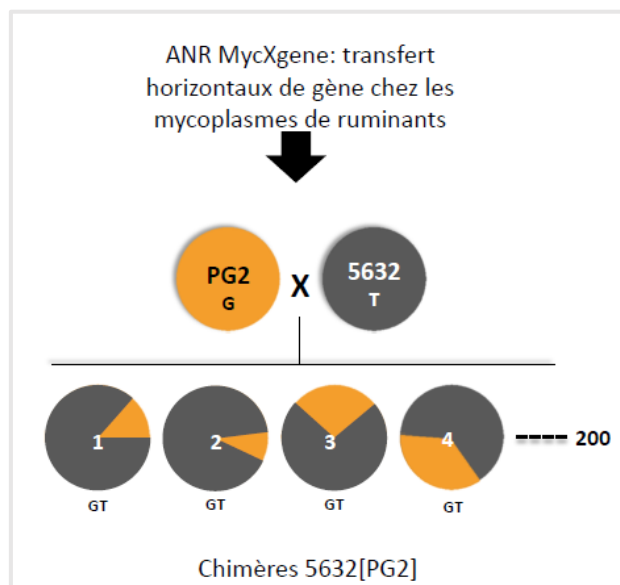 ANR MycXgene: transfert
horizontaux de gène chez les
mycoplasmes de ruminants
PG2 X 5632
G T
1 2 3 4 ---- 200
GT GT GT GT
Chimères 5632[PG2]